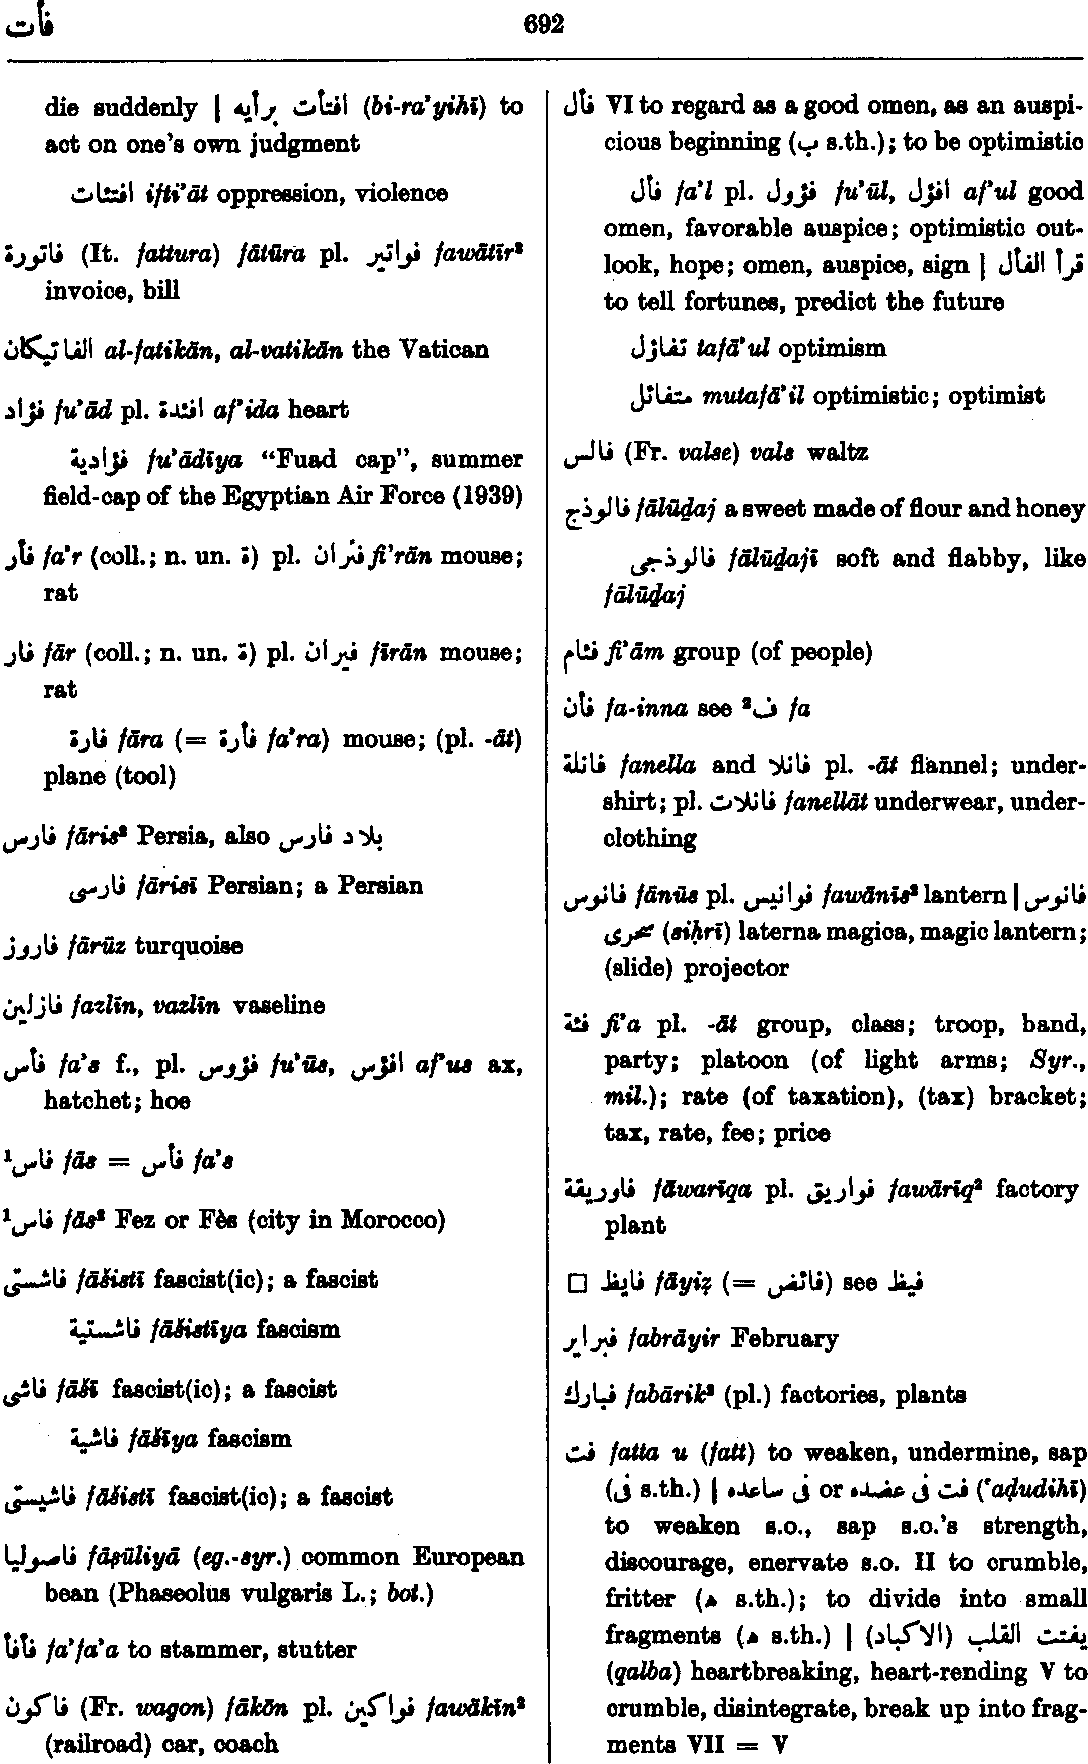 فأت
692
die suddenly | افتأت برأيه (bi-ra'yihī) to
act on one's own judgment
افتئات ifti'āt oppression, violence
فاتورة (It. fattura) fātūra pl. فواتير fawātīr²
invoice, bill
الفاتيكان al-fatikān, al-vatikān the Vatican
فؤاد fu'ād pl. افئدة af'ida heart
فؤادية fu'ādīya “Fuad cap”, summer
field-cap of the Egyptian Air Force (1939)
فأر fa'r (coll.; n. un. ة) pl. فئران fi'rān mouse;
rat
فار fār (coll.; n. un. ة) pl. فيران fīrān mouse;
rat
فارة fāra (= فأرة fa'ra) mouse; (pl. -āt)
plane (tool)
فارس fāris² Persia, also بلاد فارس
فارسى fārisī Persian; a Persian
فاروز fārūz turquoise
فازلين fazlīn, vazlīn vaseline
فأس fa's f., pl. فؤوس fu'ūs, افؤس af'us ax,
hatchet; hoe
¹فاس fās = فأس fa's
¹فاس fās² Fez or Fès (city in Morocco)
فاشستى fāšistī fascist(ic); a fascist
فاشستية fāšistīya fascism
فاشى fāšī fascist(ic); a fascist
فاشية fāšīya fascism
فاشيستى fāšistī fascist(ic); a fascist
فاصوليا fāṣūliyā (eg.-syr.) common European
bean (Phaseolus vulgaris L.; bot.)
فأفأ fa'fa'a to stammer, stutter
فاكون (Fr. wagon) fākōn pl. فواكين fawākīn²
(railroad) car, coach
فأل VI to regard as a good omen, as an auspi-
cious beginning (ب s.th.); to be optimistic
فأل fa'l pl. فؤول fu'ūl, افؤل af'ul good
omen, favorable auspice; optimistic out-
look, hope; omen, auspice, sign | قرأ الفأل
to tell fortunes, predict the future
تفاؤل tafā'ul optimism
متفائل mutafā'il optimistic; optimist
فالس (Fr. valse) vals waltz
فالوذج fālūḏaj a sweet made of flour and honey
فالوذجى fālūḏajī soft and flabby, like
fālūḏaj
فئام fi'ām group (of people)
فأن fa-inna see ²ف fa
فانلة fanella and فانلا pl. -āt flannel; under-
shirt; pl. فانلات fanellāt underwear, under-
clothing
فانوس fānūs pl. فوانيس fawānīs² lantern | فانوس
سحرى (siḥrī) laterna magica, magic lantern;
(slide) projector
فئة fi'a pl. -āt group, class; troop, band,
party; platoon (of light arms; Syr.,
mil.); rate (of taxation), (tax) bracket;
tax, rate, fee; price
فاوريقة fāwarīqa pl. فواريق fawārīq² factory
plant
□ فايظ fāyiẓ (= فائض) see فيظ
فبراير fabrāyir February
فبارك fabārik² (pl.) factories, plants
فت fatta u (fatt) to weaken, undermine, sap
(فى s.th.) | فت فى عضده or فى ساعده (‘aḍudihī)
to weaken s.o., sap s.o.'s strength,
discourage, enervate s.o. II to crumble,
fritter (ه s.th.); to divide into small
fragments (ه s.th.) | يفتت القلب (الاكباد)
(qalba) heartbreaking, heart-rending V to
crumble, disintegrate, break up into frag-
ments VII = V